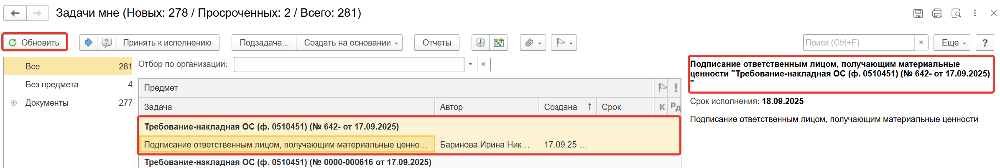 Задачи мне (Новых: 278 / Просроченных: 2 / Всего: 281)
Обновить
Принять к исполнению
Подзадача...
Создать на основании
Отчеты
Поиск (Ctrl+F)
×
Еще
?
Все 281
Без предмета 4
Документы 277
Отбор по организации:
×
Предмет
Задача Автор Создана ↑ Срок К Рд
Требование-накладная ОС (ф. 0510451) (№ 642- от 17.09.2025)
Подписание ответственным лицом, получающим материальные ценно... Баринова Ирина Ник... 17.09.25 ...
Требование-накладная ОС (ф. 0510451) (№ 0000-000616 от 17.09.2025)
Подписание ответственным лицом, получающим материальные
ценности "Требование-накладная ОС (ф. 0510451) (№ 642- от 17.09.2025)
"
Срок исполнения: 18.09.2025
Подписание ответственным лицом, получающим материальные ценности